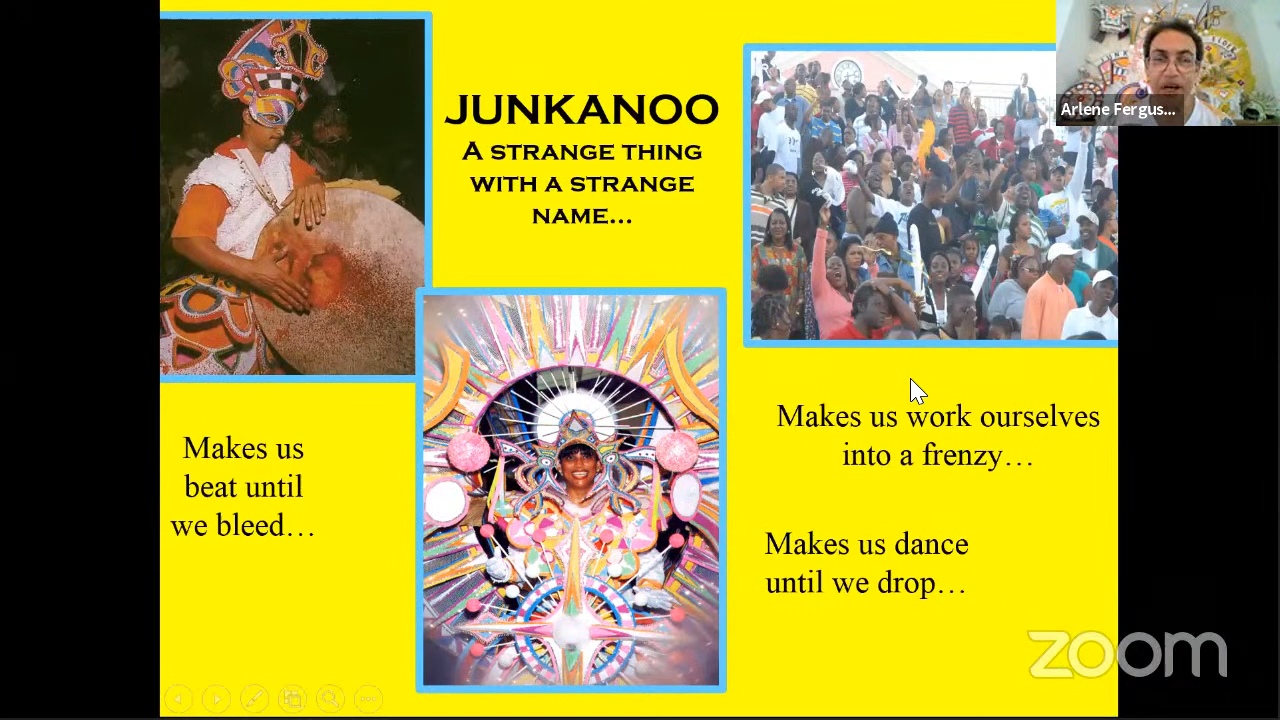 JUNKANOO
A STRANGE THING
WITH A STRANGE
NAME...
Arlene Fergus...
Makes us
beat until
we bleed...
Makes us work ourselves
into a frenzy...
Makes us dance
until we drop...
zoom